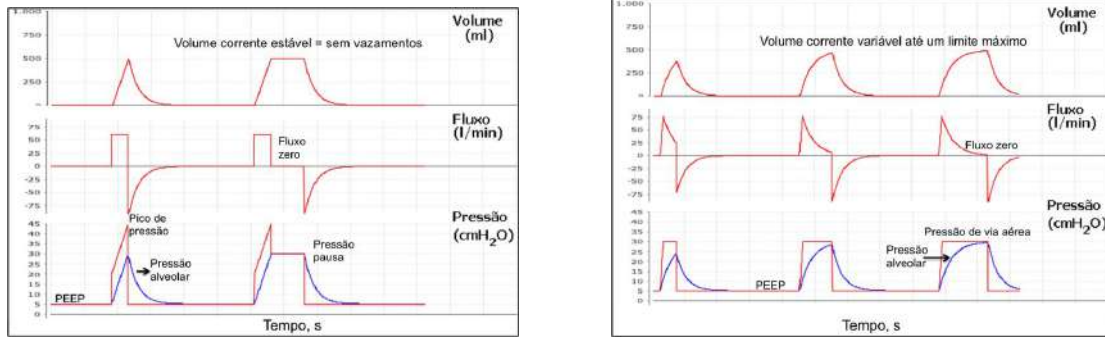 1.000
Volume
(ml)
750
Volume corrente estável = sem vazamentos
500
250
Fluxo
(l/min)
75
50
25
Fluxo
zero
0
-25
-50
-75
Pressão
(cmH₂O)
45
40
35
30
25
20
15
10
5
0
Pico de
pressão
Pressão
alveolar
Pressão
pausa
PEEP
Tempo, s
Volume
(ml)
750
Volume corrente variável até um limite máximo
500
250
Fluxo
(l/min)
75
50
25
0
Fluxo zero
-25
-50
-75
Pressão
(cmH₂O)
45
40
35
30
25
20
15
10
5
0
Pressão de via aérea
Pressão
alveolar
PEEP
Tempo, s